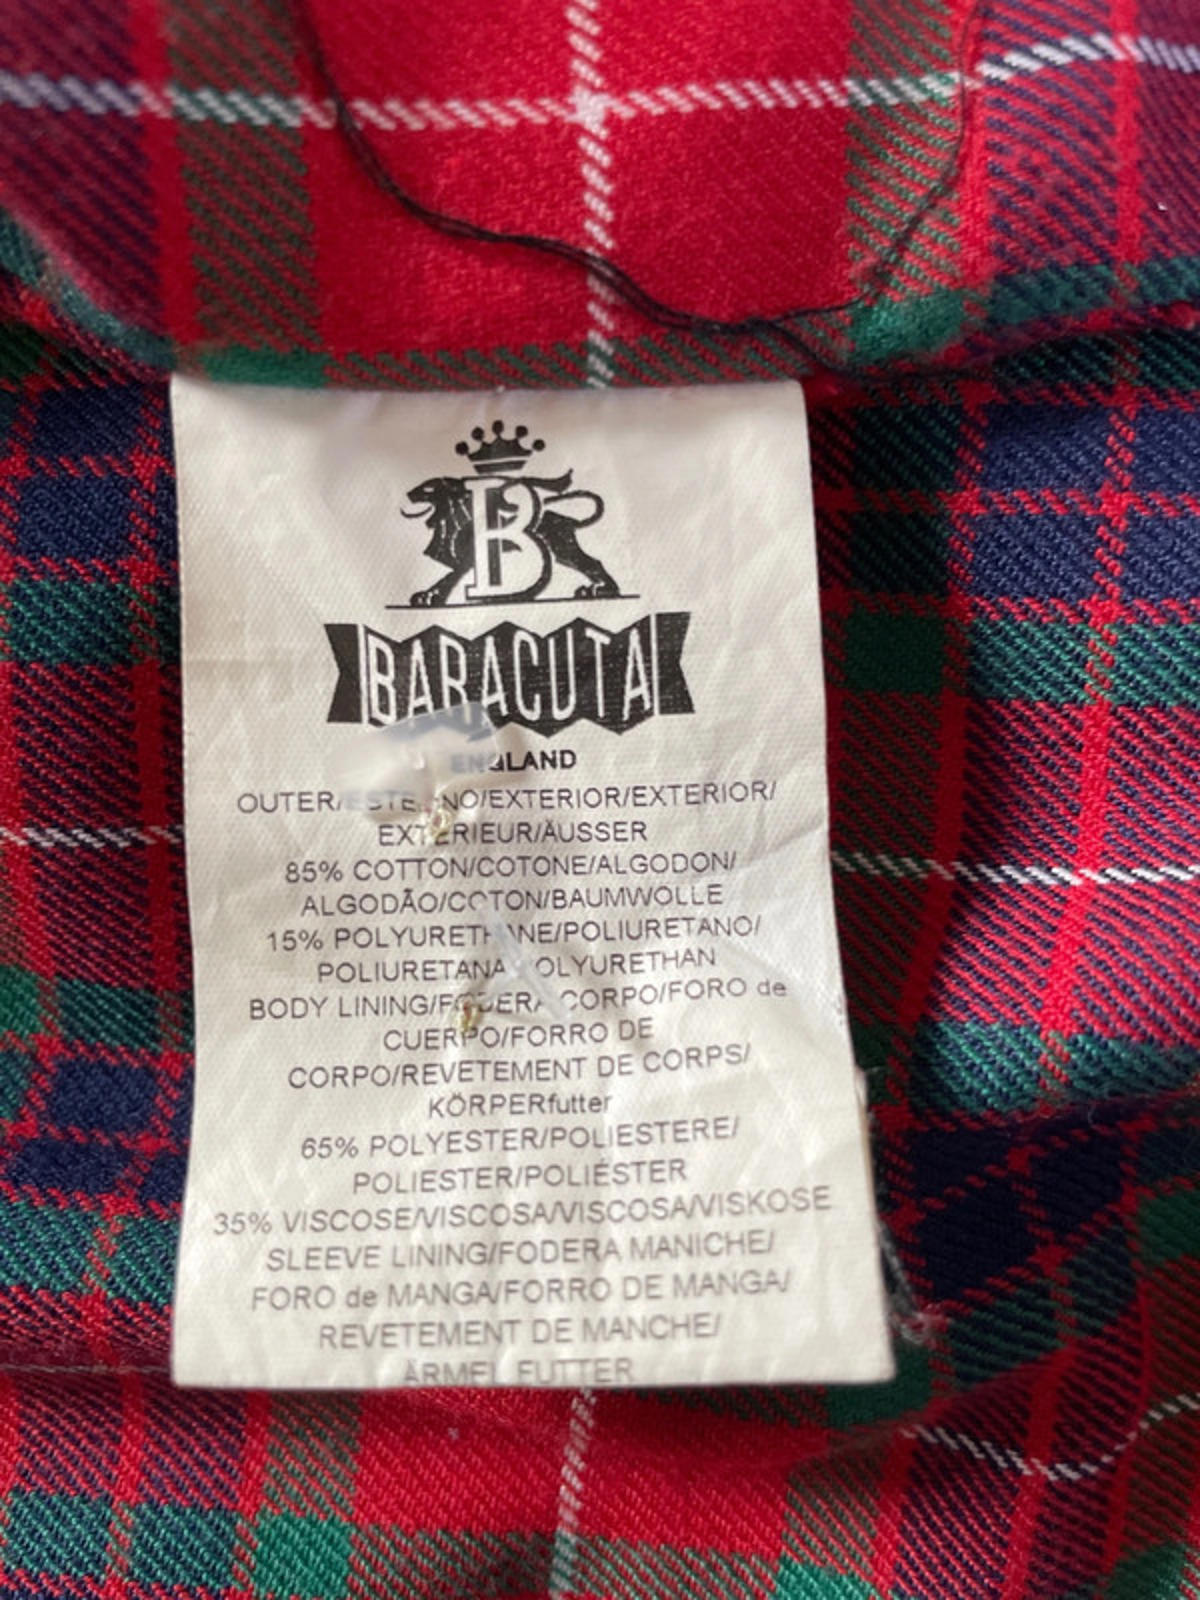 B
BARACUTA
ENGLAND
OUTER/ESTERNO/EXTERIOR/EXTERIOR/
EXTERIEUR/ÄUSSER
85% COTTON/COTONE/ALGODON/
ALGODÃO/COTON/BAUMWOLLE
15% POLYURETHANE/POLIURETANO/
POLIURETANA/POLYURETHAN
BODY LINING/FODERA CORPO/FORO de
CUERPO/FORRO DE
CORPO/REVETEMENT DE CORPS/
KÖRPERfutter
65% POLYESTER/POLIESTERE/
POLIESTER/POLIÉSTER
35% VISCOSE/VISCOSA/VISCOSA/VISKOSE
SLEEVE LINING/FODERA MANICHE/
FORO de MANGA/FORRO DE MANGA/
REVETEMENT DE MANCHE/
ÄRMEL FUTTER